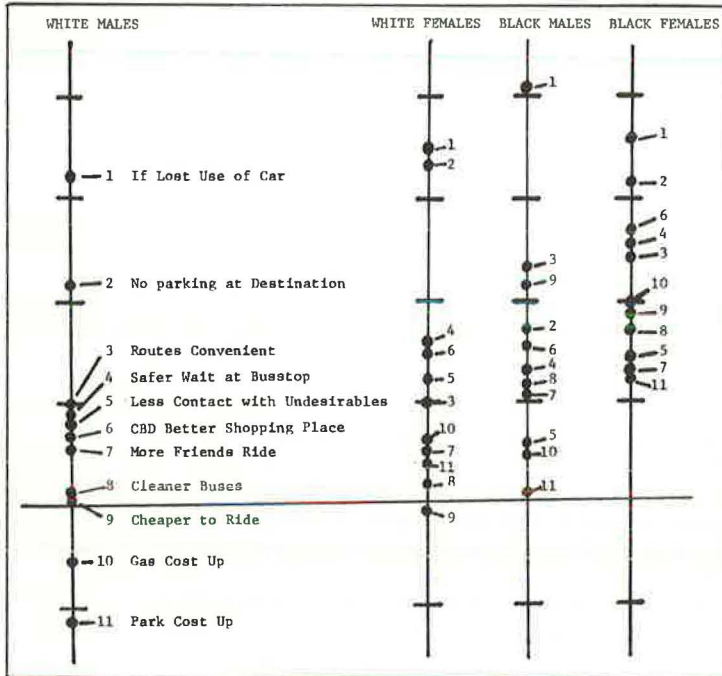 WHITE MALES
1 If Lost Use of Car
2 No parking at Destination
3 Routes Convenient
4 Safer Wait at Busstop
5 Less Contact with Undesirables
6 CBD Better Shopping Place
7 More Friends Ride
8 Cleaner Buses
9 Cheaper to Ride
10 Gas Cost Up
11 Park Cost Up
WHITE FEMALES
1
2
4
6
5
3
10
7
11
8
9
BLACK MALES
1
3
9
2
6
4
8
7
5
10
11
BLACK FEMALES
1
2
6
4
3
10
9
8
5
7
11